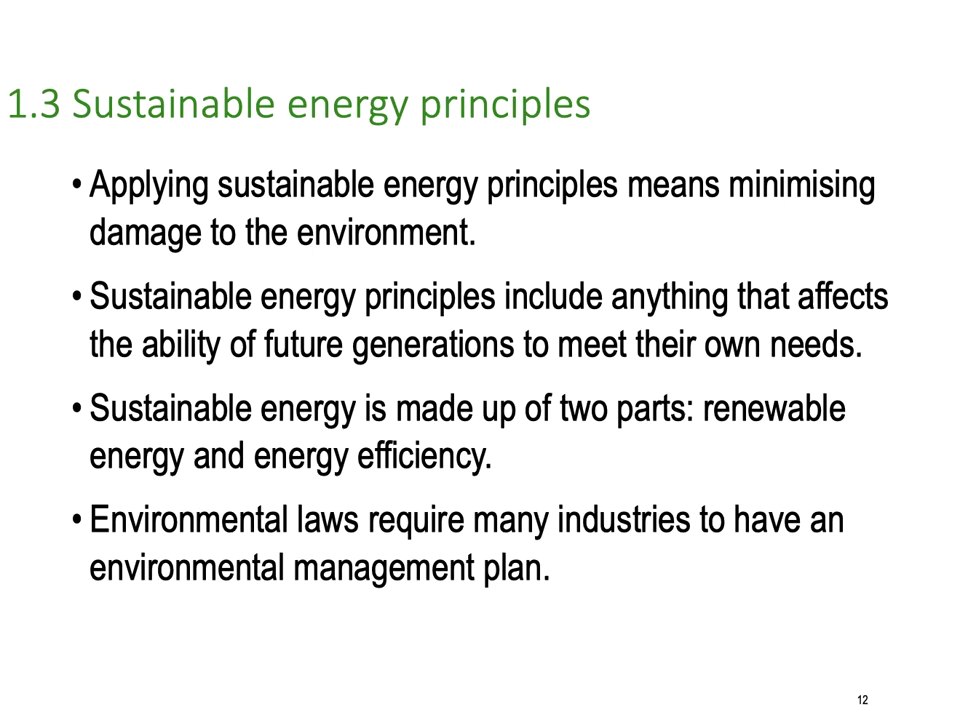 1.3 Sustainable energy principles
• Applying sustainable energy principles means minimising
damage to the environment.
• Sustainable energy principles include anything that affects
the ability of future generations to meet their own needs.
• Sustainable energy is made up of two parts: renewable
energy and energy efficiency.
• Environmental laws require many industries to have an
environmental management plan.
12